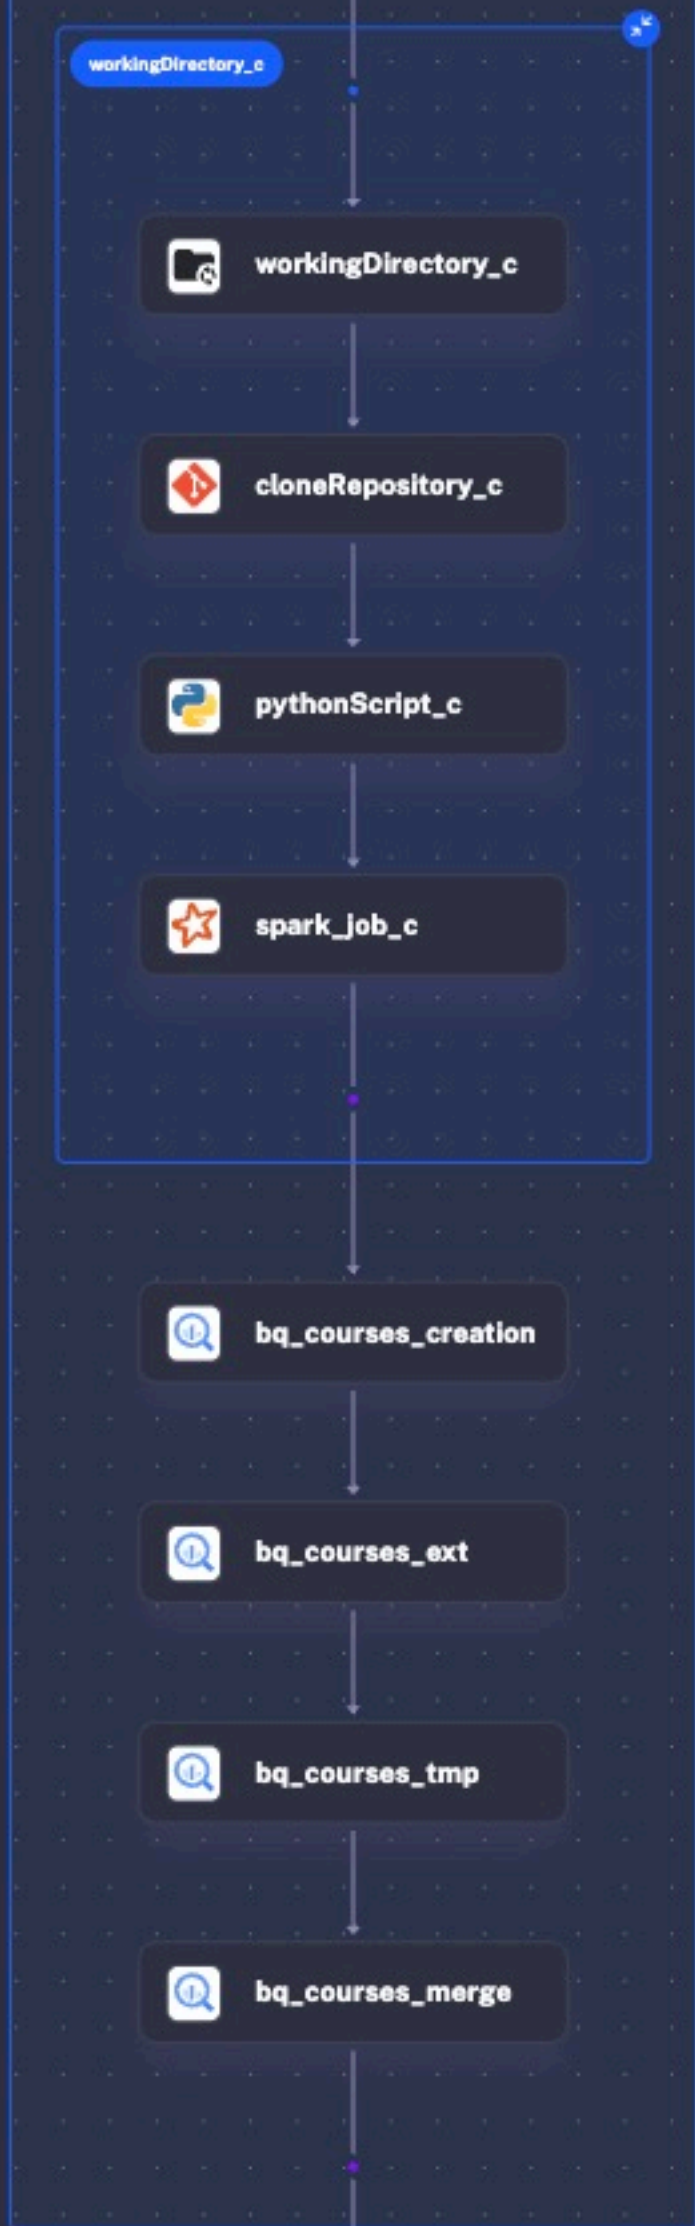 workingDirectory_c
workingDirectory_c
cloneRepository_c
pythonScript_c
spark_job_c
bq_courses_creation
bq_courses_ext
bq_courses_tmp
bq_courses_merge